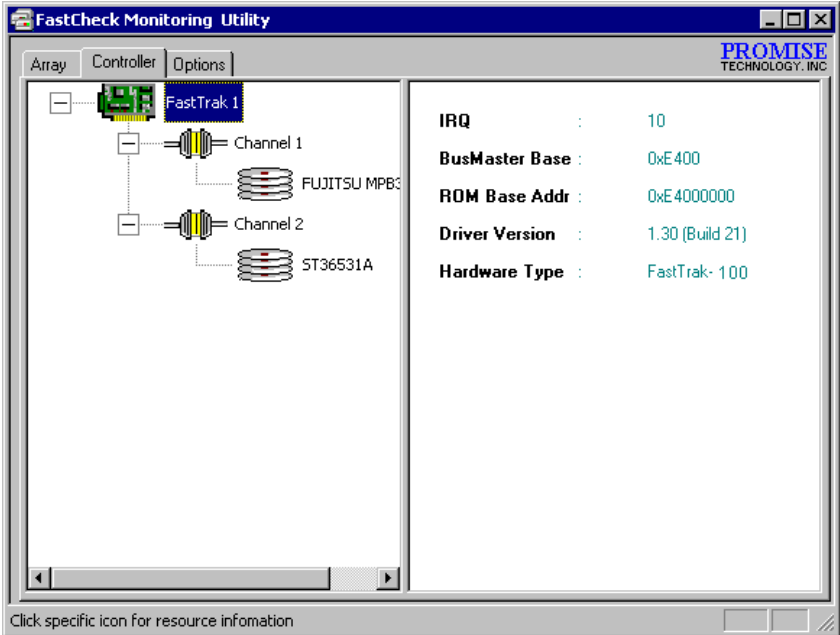 FastCheck Monitoring Utility
Array Controller Options
PROMISE
TECHNOLOGY, INC
FastTrak 1
Channel 1
FUJITSU MPB3
Channel 2
ST36531A
IRQ : 10
BusMaster Base : 0xE400
ROM Base Addr : 0xE4000000
Driver Version : 1.30 (Build 21)
Hardware Type : FastTrak- 100
Click specific icon for resource infomation